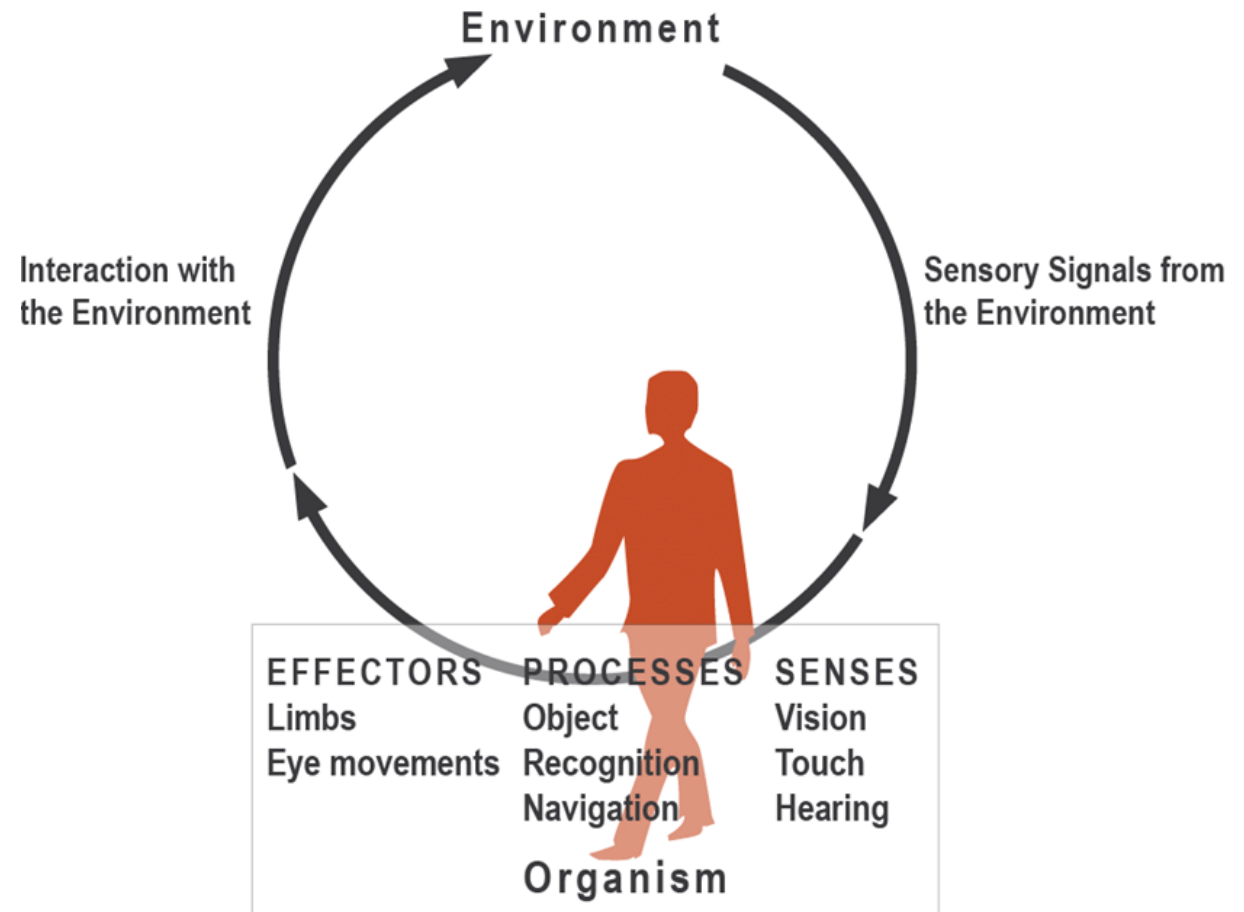 Environment
Interaction with
the Environment
Sensory Signals from
the Environment
EFFECTORS
Limbs
Eye movements
PROCESSES
Object
Recognition
Navigation
SENSES
Vision
Touch
Hearing
Organism